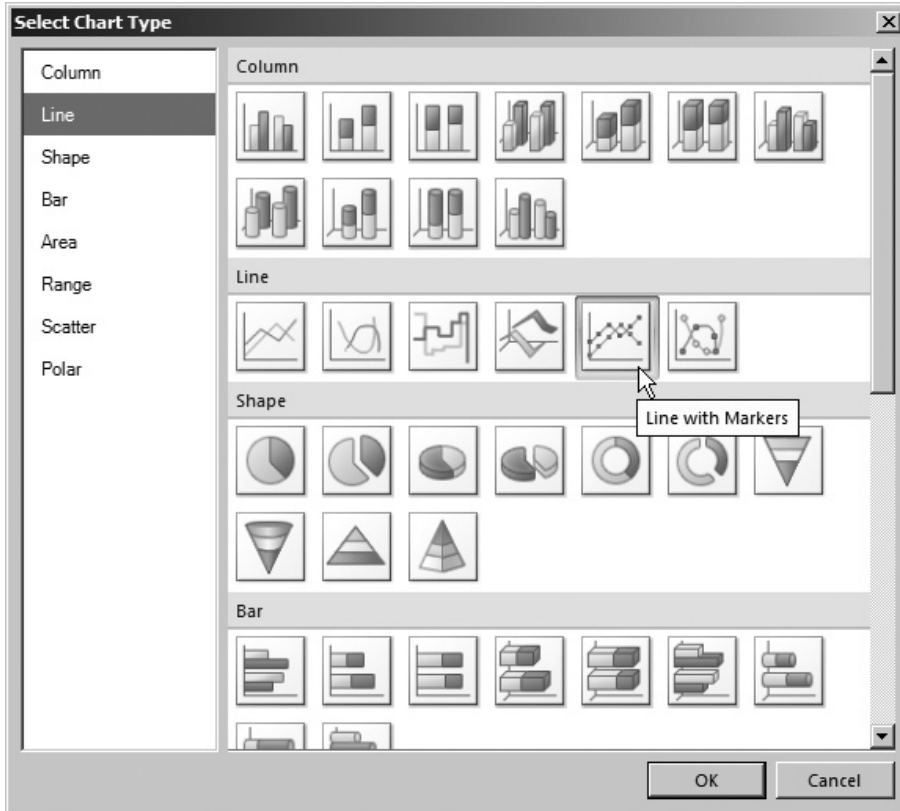 Select Chart Type
Column
Line
Shape
Bar
Area
Range
Scatter
Polar
Column
Line
Line with Markers
Shape
Bar
OK
Cancel